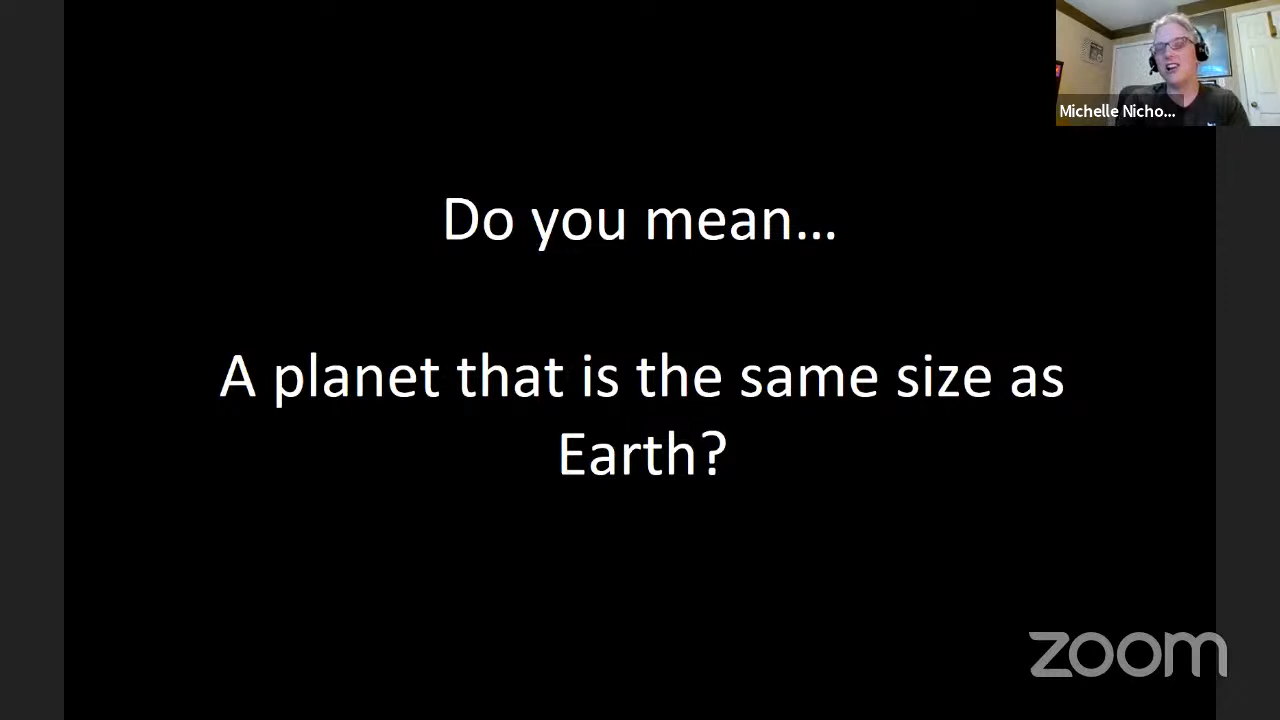 Michelle Nicho...
Do you mean...
A planet that is the same size as
Earth?
zoom